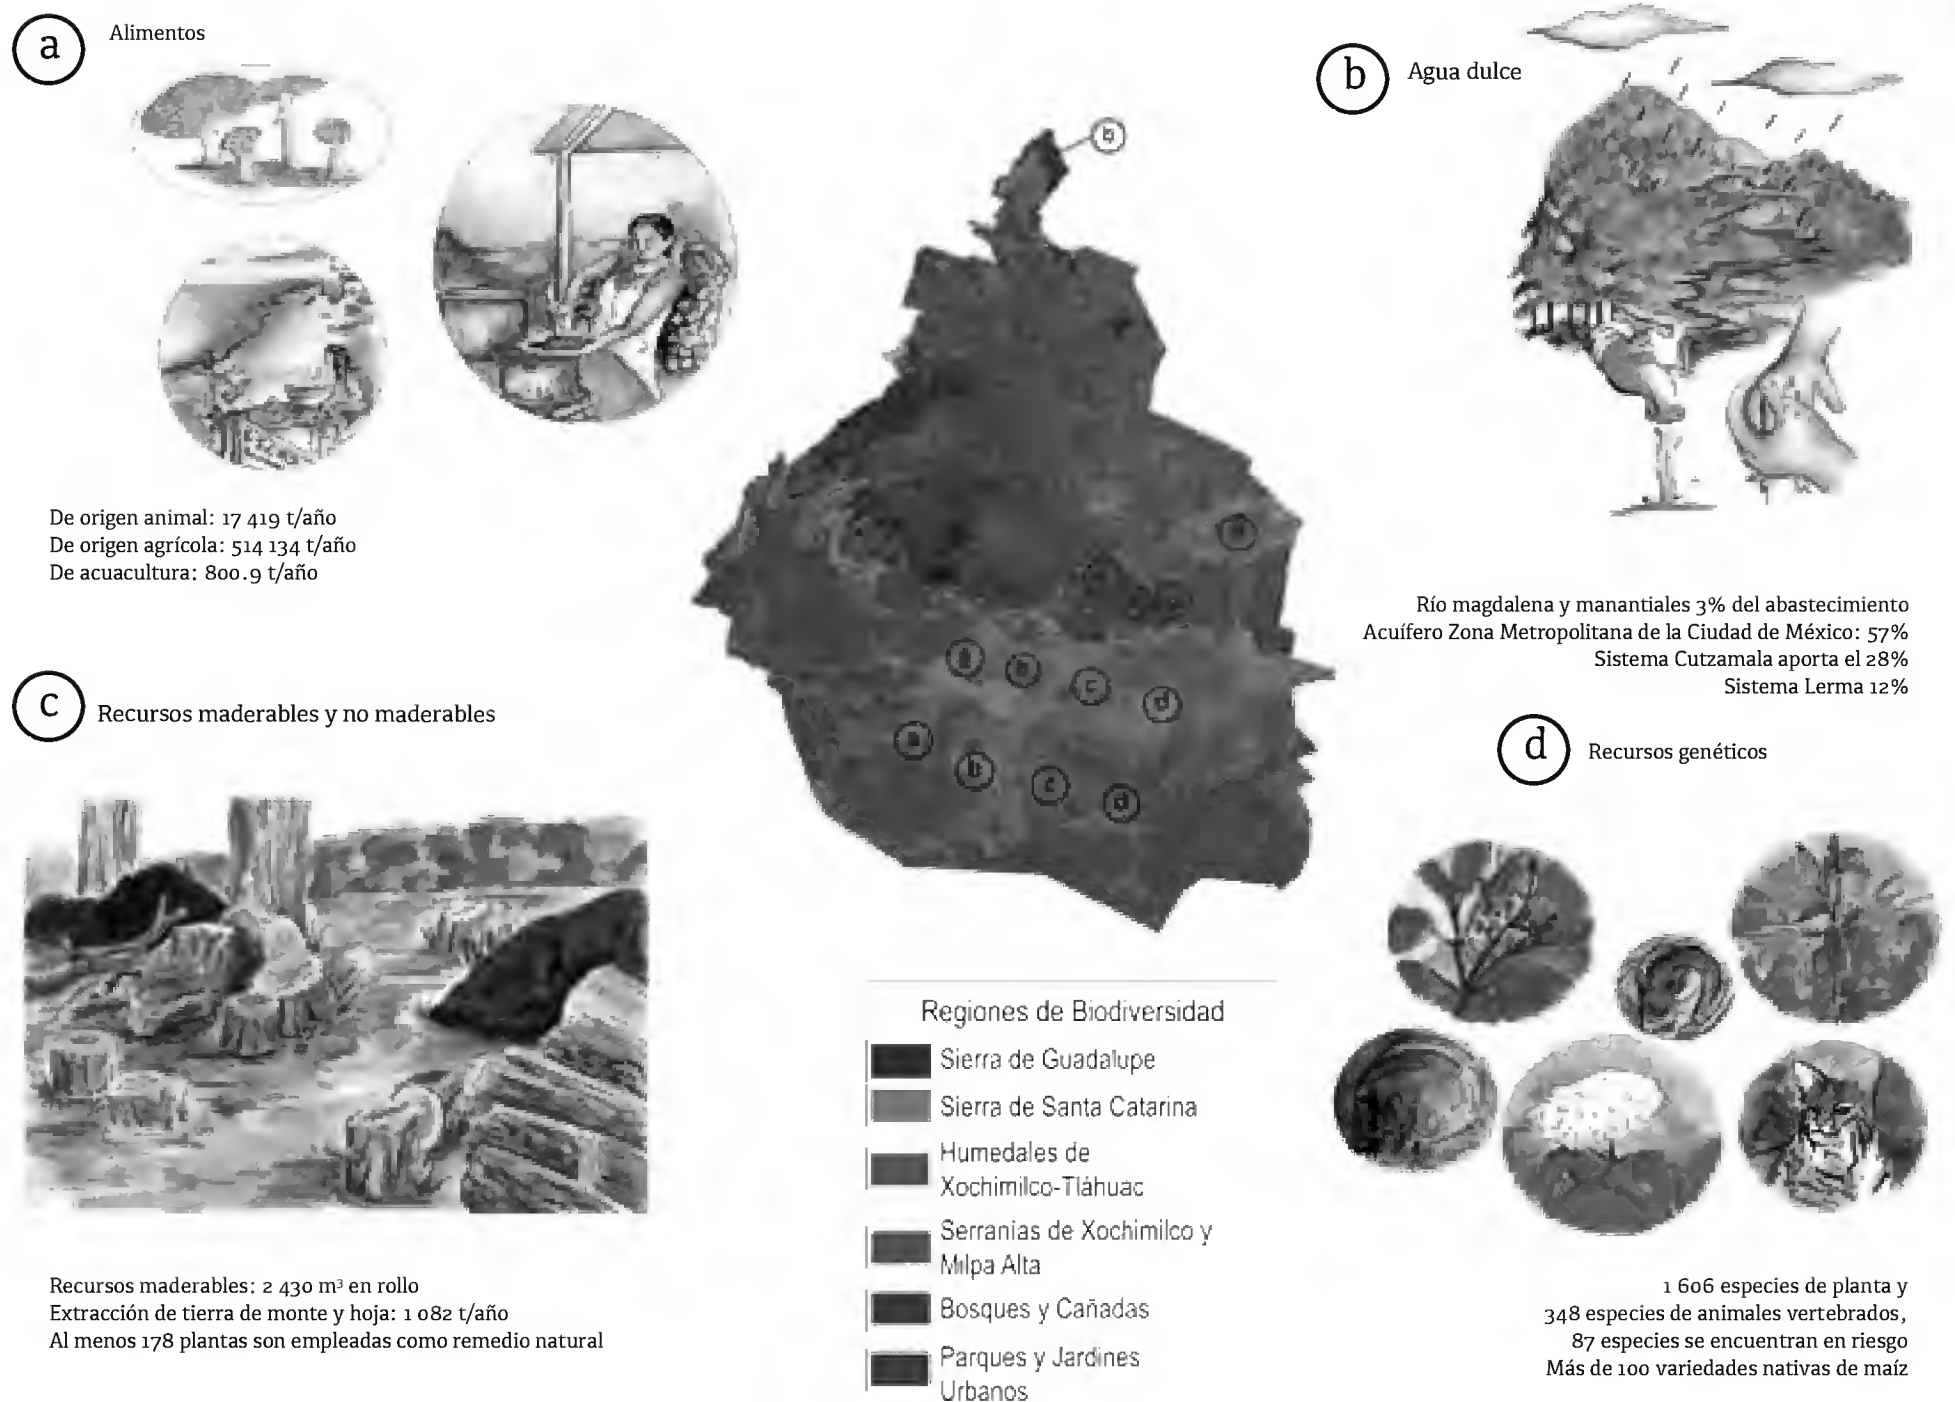 a
Alimentos
De origen animal: 17 419 t/año
De origen agrícola: 514 134 t/año
De acuacultura: 800.9 t/año
b
Agua dulce
Río magdalena y manantiales 3% del abastecimiento
Acuífero Zona Metropolitana de la Ciudad de México: 57%
Sistema Cutzamala aporta el 28%
Sistema Lerma 12%
c
Recursos maderables y no maderables
Recursos maderables: 2 430 m³ en rollo
Extracción de tierra de monte y hoja: 1 082 t/año
Al menos 178 plantas son empleadas como remedio natural
d
Recursos genéticos
1 606 especies de planta y
348 especies de animales vertebrados,
87 especies se encuentran en riesgo
Más de 100 variedades nativas de maíz
a b c d
a b c d
Regiones de Biodiversidad
Sierra de Guadalupe
Sierra de Santa Catarina
Humedales de
Xochimilco-Tláhuac
Serranías de Xochimilco y
Milpa Alta
Bosques y Cañadas
Parques y Jardines
Urbanos